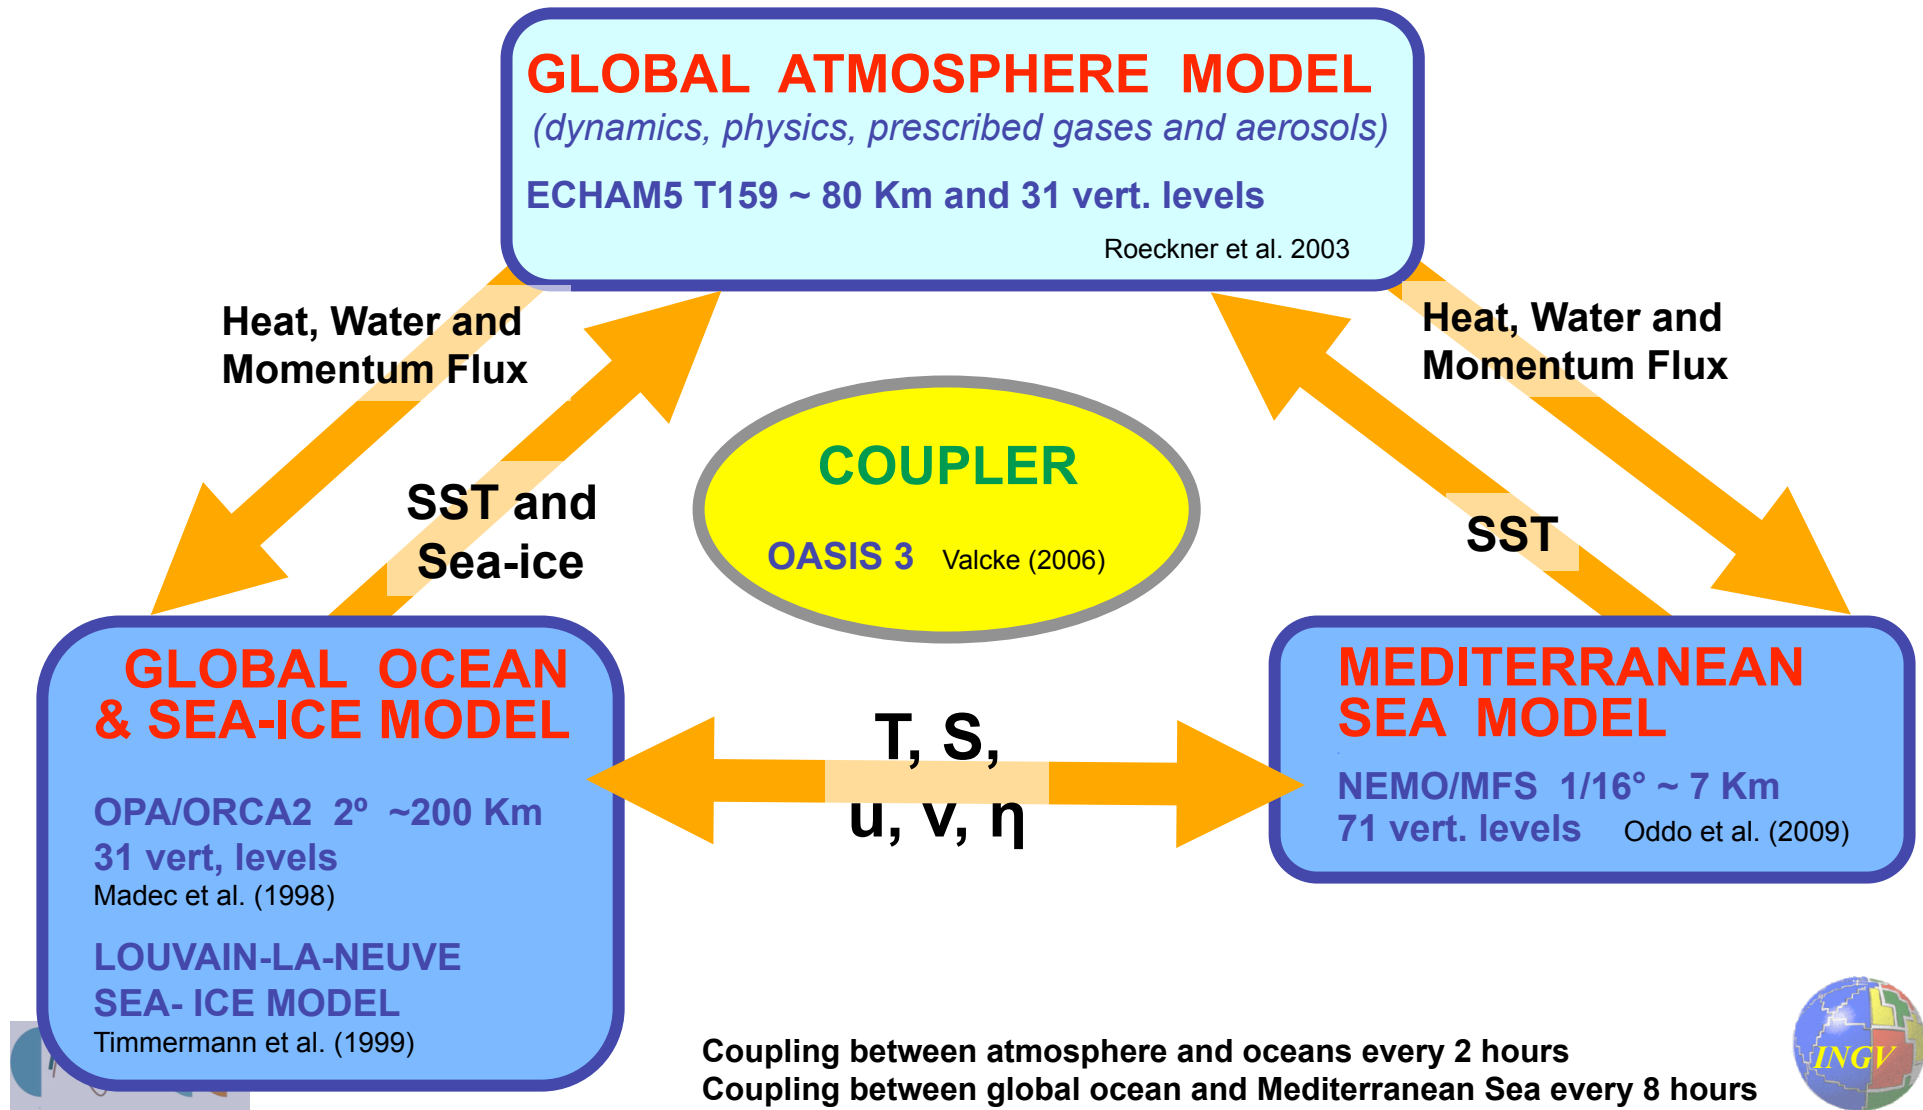 GLOBAL ATMOSPHERE MODEL
(dynamics, physics, prescribed gases and aerosols)
ECHAM5 T159 ~ 80 Km and 31 vert. levels
Roeckner et al. 2003
Heat, Water and
Momentum Flux
Heat, Water and
Momentum Flux
SST and
Sea-ice
COUPLER
OASIS 3 Valcke (2006)
SST
GLOBAL OCEAN
& SEA-ICE MODEL
OPA/ORCA2 2º ~200 Km
31 vert, levels
Madec et al. (1998)
LOUVAIN-LA-NEUVE
SEA- ICE MODEL
Timmermann et al. (1999)
T, S,
u, v, η
MEDITERRANEAN
SEA MODEL
NEMO/MFS 1/16° ~ 7 Km
71 vert. levels Oddo et al. (2009)
Coupling between atmosphere and oceans every 2 hours
Coupling between global ocean and Mediterranean Sea every 8 hours
INGV